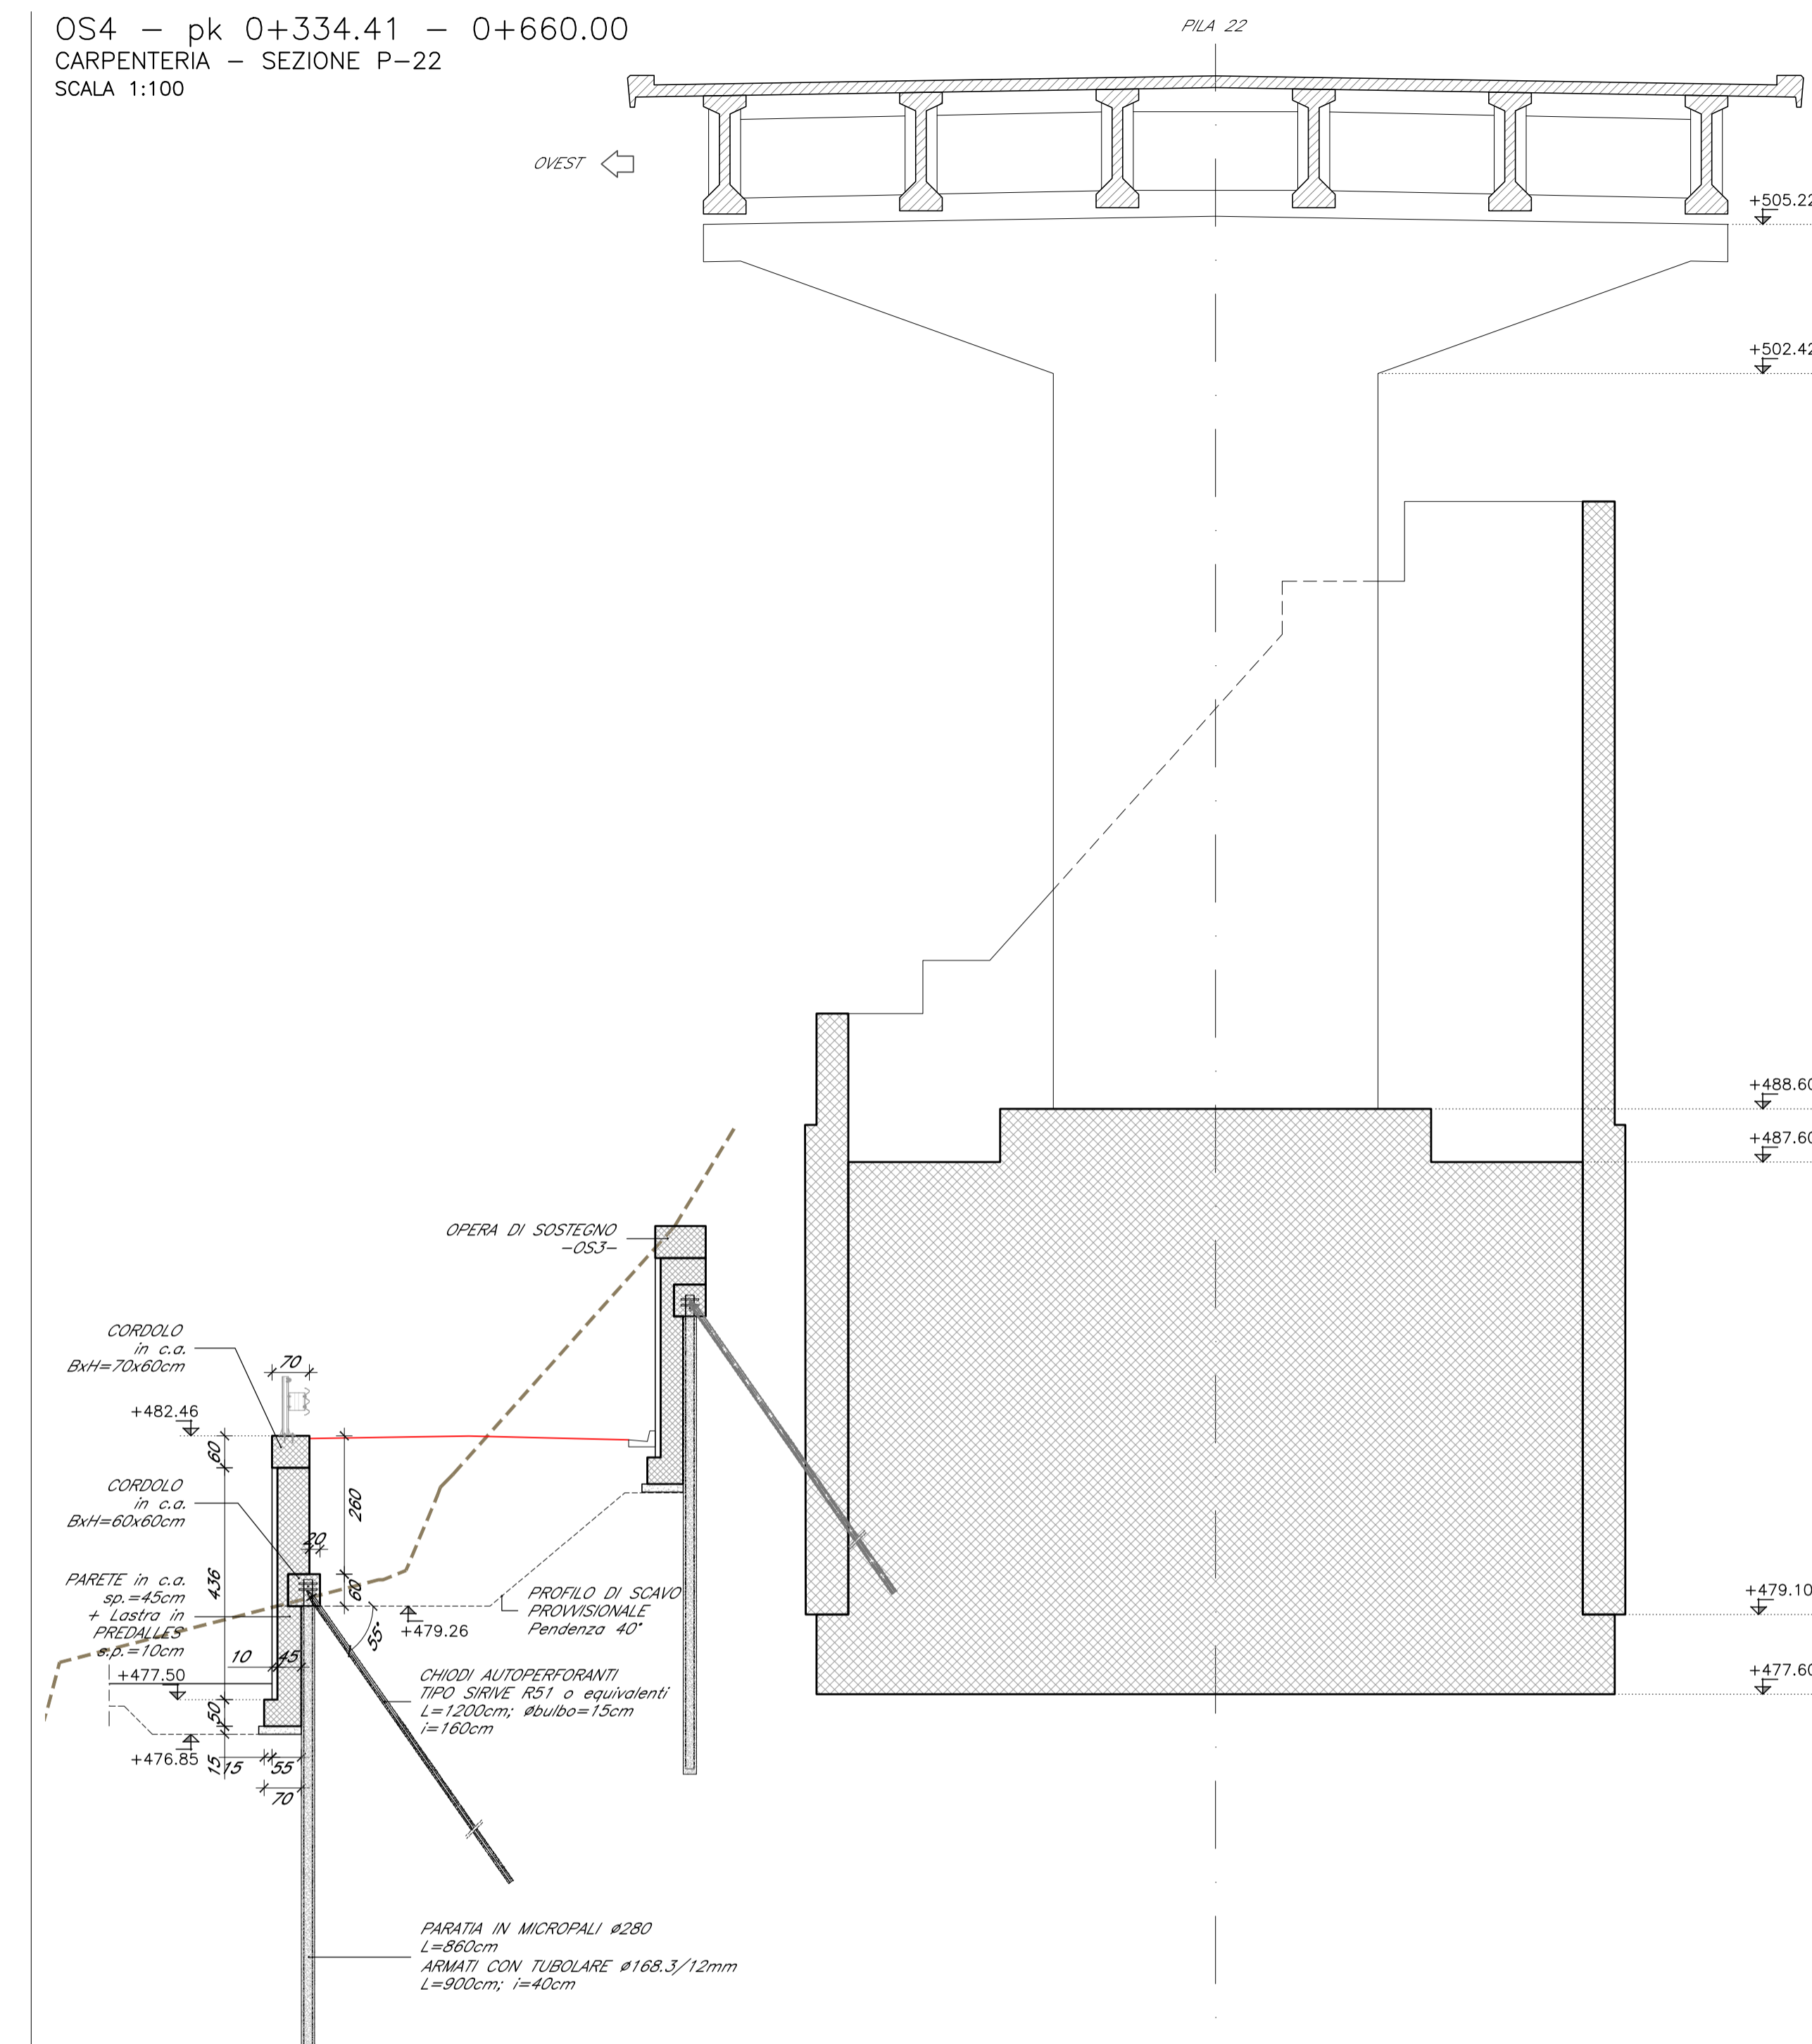 OS4 - pk 0+334.41 - 0+660.00
CARPENTERIA - SEZIONE P-22
SCALA 1:100
PILA 22
OVEST
+505.22
+502.42
+488.60
+487.60
+479.10
+477.60
OPERA DI SOSTEGNO
-OS3-
CORDOLO
in c.a.
BxH=70x60cm
70
+482.46
60
CORDOLO
in c.a.
BxH=60x60cm
260
20
436
60
PARETE in c.a.
sp.=45cm
+ Lastra in
PREDALLES
s.p.=10cm
PROFILO DI SCAVO
PROVVISIONALE
Pendenza 40°
+479.26
55°
10
45
+477.50
CHIODI AUTOPERFORANTI
TIPO SIRIVE R51 o equivalenti
L=1200cm; øbulbo=15cm
i=160cm
50
+476.85
15
15
55
70
PARATIA IN MICROPALI ø280
L=860cm
ARMATI CON TUBOLARE ø168.3/12mm
L=900cm; i=40cm